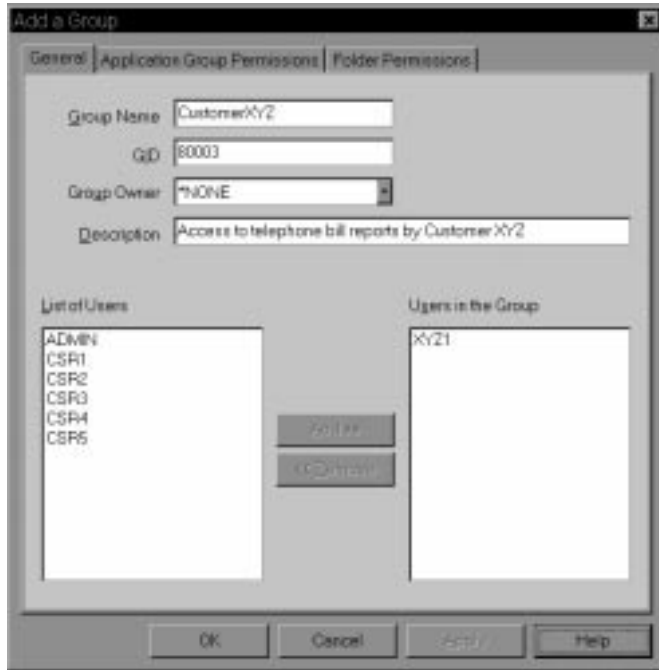 Add a Group
General Application Group Permissions Folder Permissions
Group Name CustomerXYZ
GID 80003
Group Owner *NONE
Description Access to telephone bill reports by Customer XYZ
List of Users Users in the Group
ADMIN XYZ1
CSR1
CSR2
CSR3
CSR4
CSR5
OK Cancel Apply Help